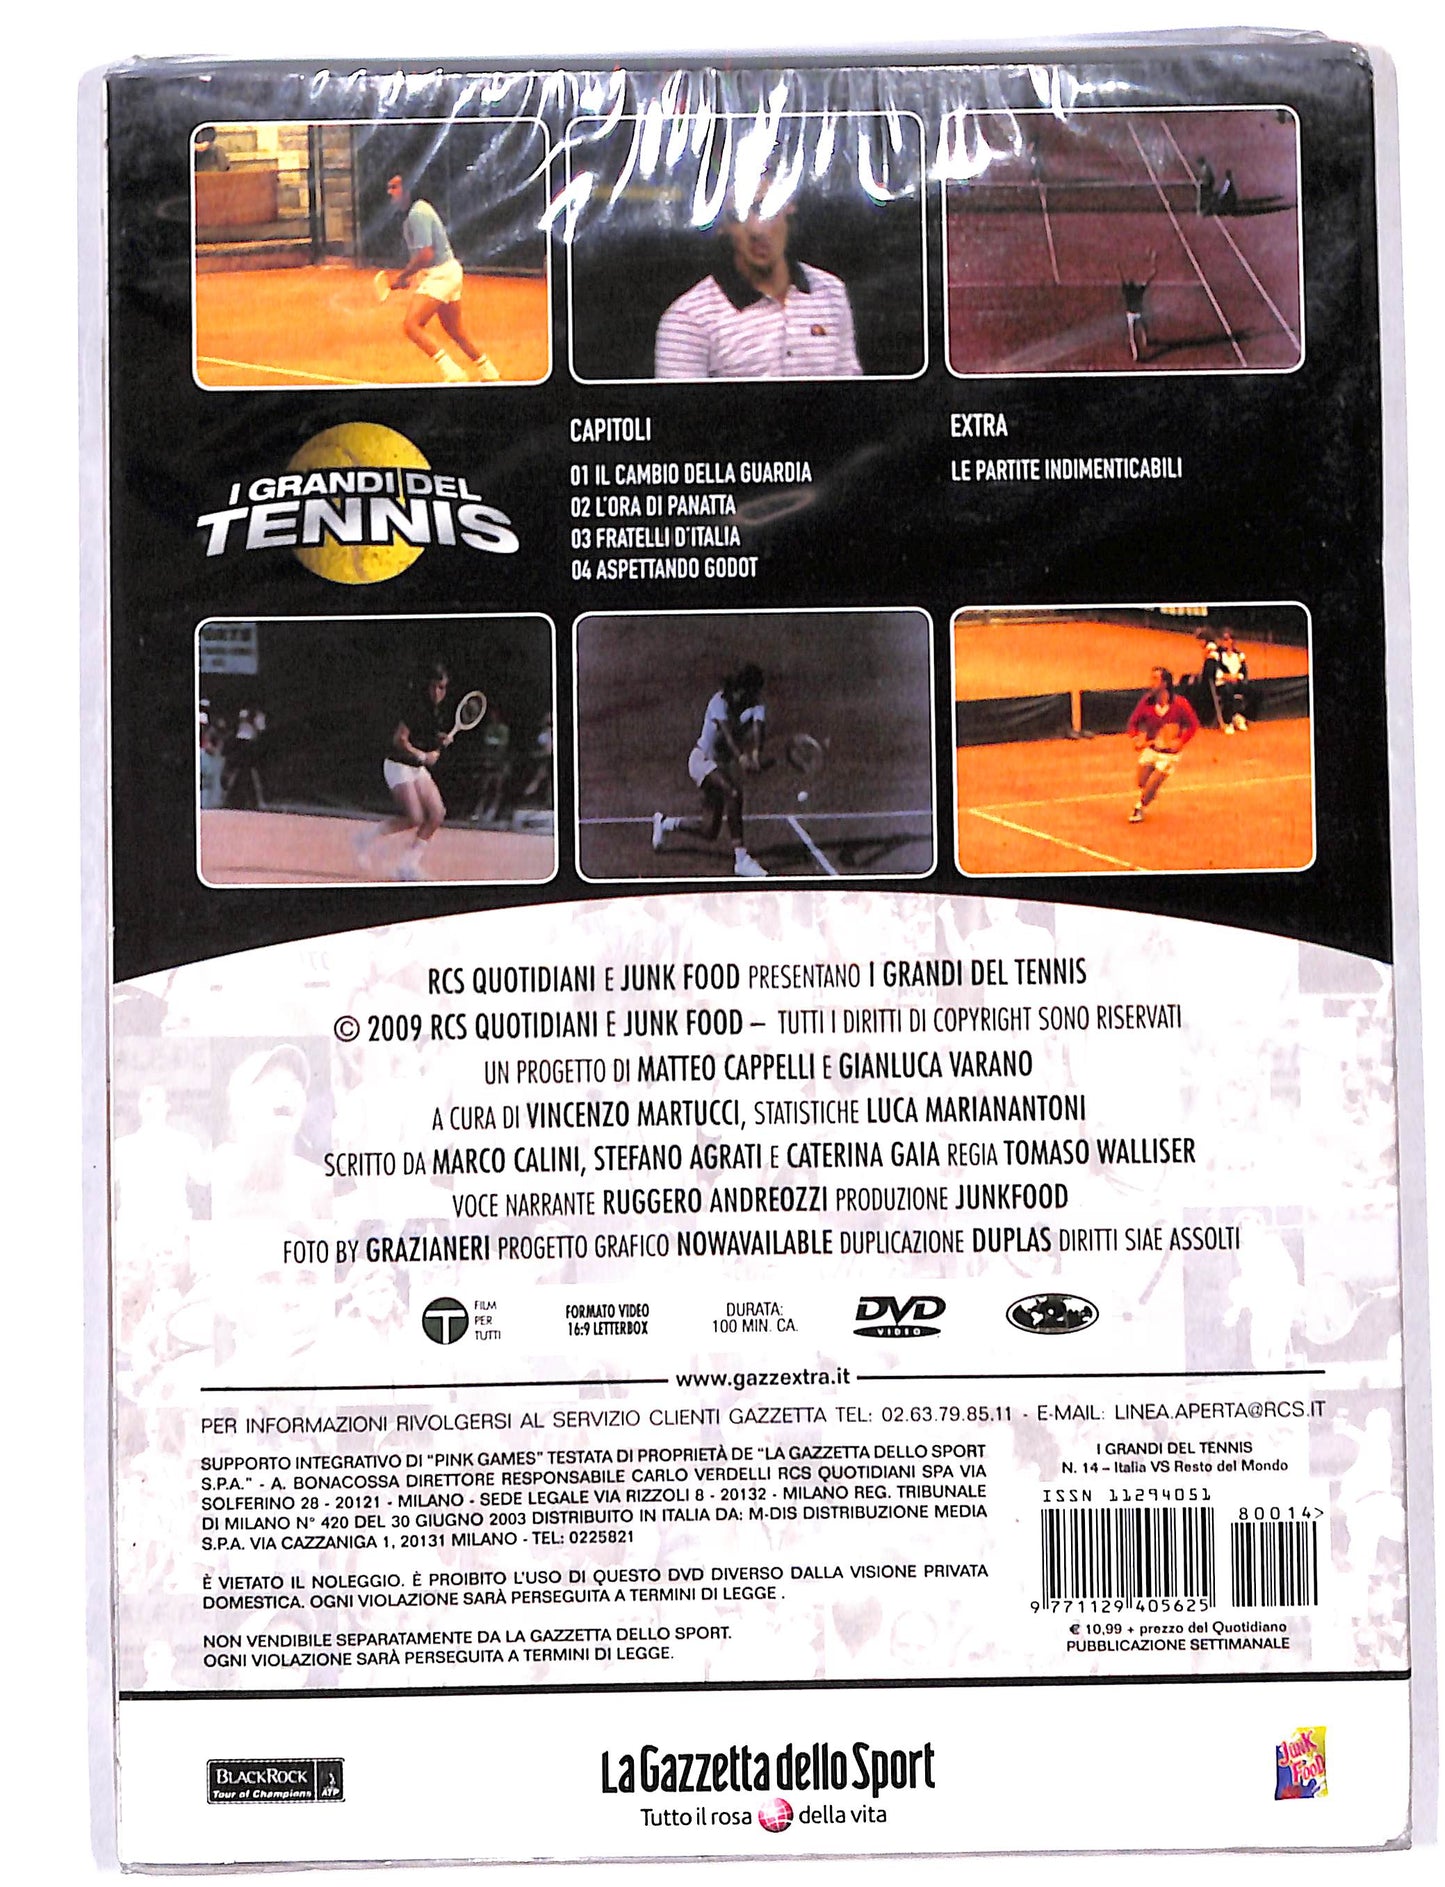 I GRANDI DEL
TENNIS
CAPITOLI
01 IL CAMBIO DELLA GUARDIA
02 L'ORA DI PANATTA
03 FRATELLI D'ITALIA
04 ASPETTANDO GODOT
EXTRA
LE PARTITE INDIMENTICABILI
RCS QUOTIDIANI E JUNK FOOD PRESENTANO I GRANDI DEL TENNIS
© 2009 RCS QUOTIDIANI E JUNK FOOD – TUTTI I DIRITTI DI COPYRIGHT SONO RISERVATI
UN PROGETTO DI MATTEO CAPPELLI E GIANLUCA VARANO
A CURA DI VINCENZO MARTUCCI, STATISTICHE LUCA MARIANANTONI
SCRITTO DA MARCO CALINI, STEFANO AGRATI E CATERINA GAIA REGIA TOMASO WALLISER
VOCE NARRANTE RUGGERO ANDREOZZI PRODUZIONE JUNKFOOD
FOTO BY GRAZIANERI PROGETTO GRAFICO NOWAVAILABLE DUPLICAZIONE DUPLAS DIRITTI SIAE ASSOLTI
T FILM
PER
TUTTI
FORMATO VIDEO
16:9 LETTERBOX
DURATA:
100 MIN. CA.
DVD
VIDEO
www.gazzextra.it
PER INFORMAZIONI RIVOLGERSI AL SERVIZIO CLIENTI GAZZETTA TEL: 02.63.79.85.11 - E-MAIL: LINEA.APERTA@RCS.IT
SUPPORTO INTEGRATIVO DI "PINK GAMES" TESTATA DI PROPRIETÀ DE "LA GAZZETTA DELLO SPORT
S.P.A." - A. BONACOSSA DIRETTORE RESPONSABILE CARLO VERDELLI RCS QUOTIDIANI SPA VIA
SOLFERINO 28 - 20121 - MILANO - SEDE LEGALE VIA RIZZOLI 8 - 20132 - MILANO REG. TRIBUNALE
DI MILANO N° 420 DEL 30 GIUGNO 2003 DISTRIBUITO IN ITALIA DA: M-DIS DISTRIBUZIONE MEDIA
S.P.A. VIA CAZZANIGA 1, 20131 MILANO - TEL: 0225821
È VIETATO IL NOLEGGIO. È PROIBITO L'USO DI QUESTO DVD DIVERSO DALLA VISIONE PRIVATA
DOMESTICA. OGNI VIOLAZIONE SARÀ PERSEGUITA A TERMINI DI LEGGE .
NON VENDIBILE SEPARATAMENTE DA LA GAZZETTA DELLO SPORT.
OGNI VIOLAZIONE SARÀ PERSEGUITA A TERMINI DI LEGGE.
I GRANDI DEL TENNIS
N. 14 – Italia VS Resto del Mondo
ISSN 11294051
80014>
9 771129 405625
€ 10,99 + prezzo del Quotidiano
PUBBLICAZIONE SETTIMANALE
BLACKROCK
Tour of Champions ATP
La Gazzetta dello Sport
Tutto il rosa della vita
JUNK
FOOD